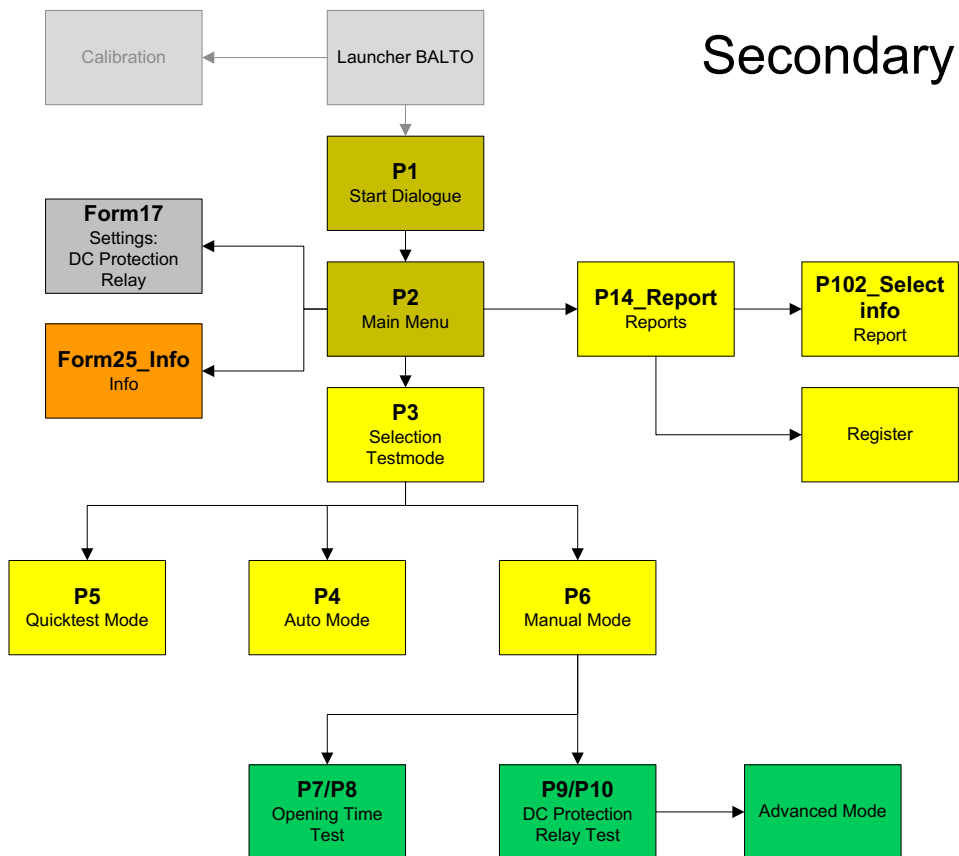 Secondary
Calibration
Launcher BALTO
P1
Start Dialogue
Form17
Settings:
DC Protection
Relay
P2
Main Menu
P14_Report
Reports
P102_Select
info
Report
Form25_Info
Info
P3
Selection
Testmode
Register
P5
Quicktest Mode
P4
Auto Mode
P6
Manual Mode
P7/P8
Opening Time
Test
P9/P10
DC Protection
Relay Test
Advanced Mode